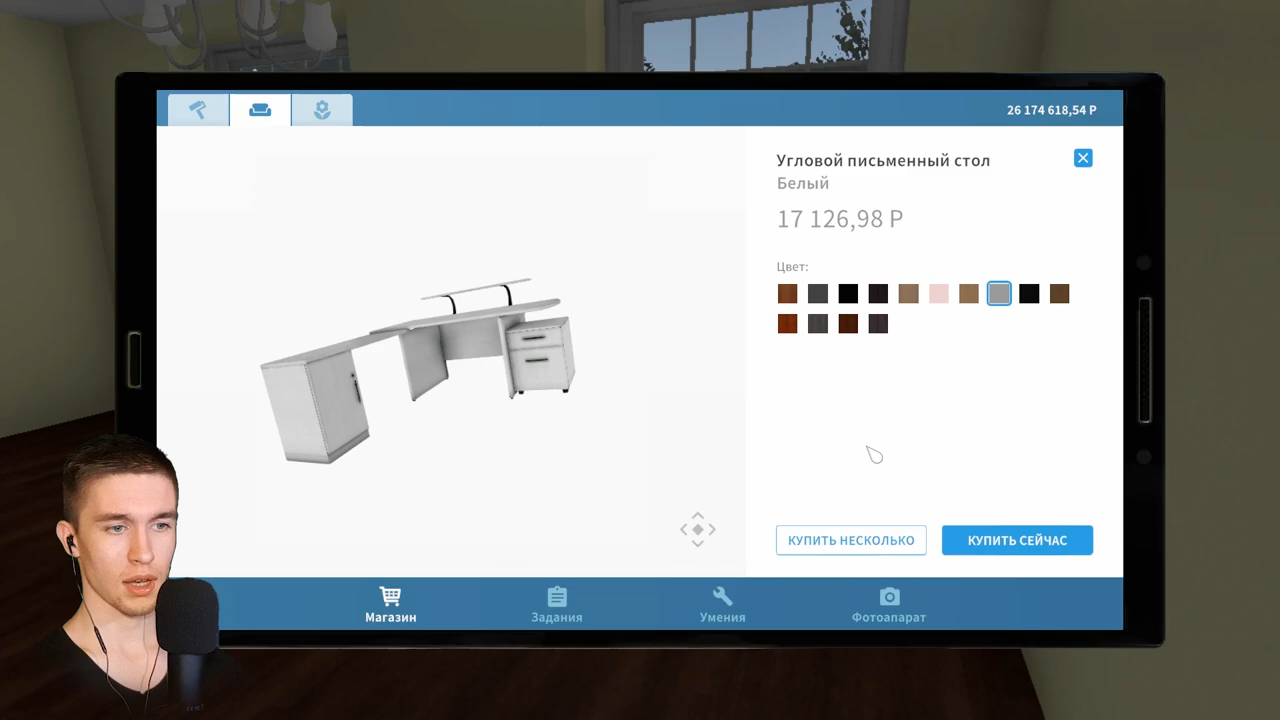 26 174 618,54 Р
Угловой письменный стол
Белый
17 126,98 Р
Цвет:
КУПИТЬ НЕСКОЛЬКО
КУПИТЬ СЕЙЧАС
Магазин
Задания
Умения
Фотоаппарат